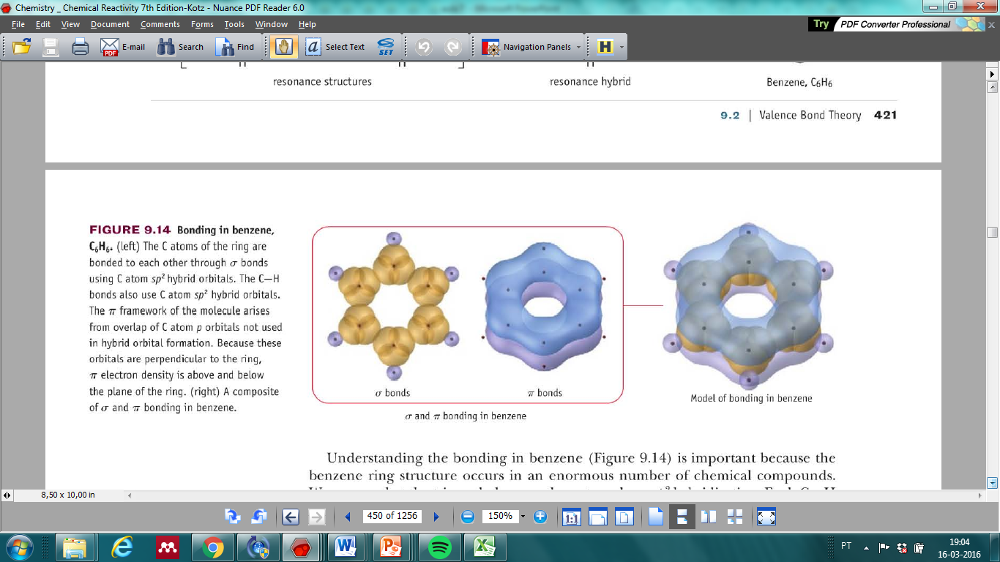 Chemistry _ Chemical Reactivity 7th Edition-Kotz - Nuance PDF Reader 6.0
File Edit View Document Comments Forms Tools Window Help
Try PDF Converter Professional
PDF E-mail Search Find a Select Text SET Navigation Panels H
resonance structures resonance hybrid Benzene, C6H6
9.2 | Valence Bond Theory 421
FIGURE 9.14 Bonding in benzene,
C₆H₆. (left) The C atoms of the ring are
bonded to each other through σ bonds
using C atom sp² hybrid orbitals. The C—H
bonds also use C atom sp² hybrid orbitals.
The π framework of the molecule arises
from overlap of C atom p orbitals not used
in hybrid orbital formation. Because these
orbitals are perpendicular to the ring,
π electron density is above and below
the plane of the ring. (right) A composite
of σ and π bonding in benzene.
σ bonds π bonds
σ and π bonding in benzene
Model of bonding in benzene
Understanding the bonding in benzene (Figure 9.14) is important because the
benzene ring structure occurs in an enormous number of chemical compounds.
8,50 x 10,00 in
450 of 1256 150% 1:1
W P X
PT 19:04
16-03-2016